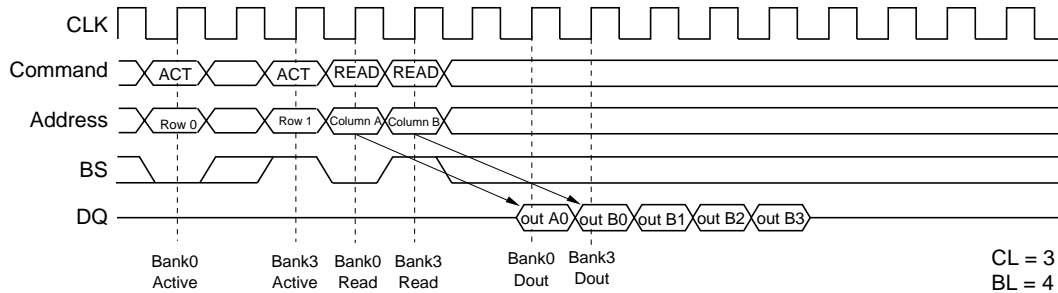 CLK
Command ACT ACT READ READ
Address Row 0 Row 1 Column A Column B
BS
DQ out A0 out B0 out B1 out B2 out B3
Bank0 Bank3 Bank0 Bank3 Bank0 Bank3
Active Active Read Read Dout Dout
CL = 3
BL = 4